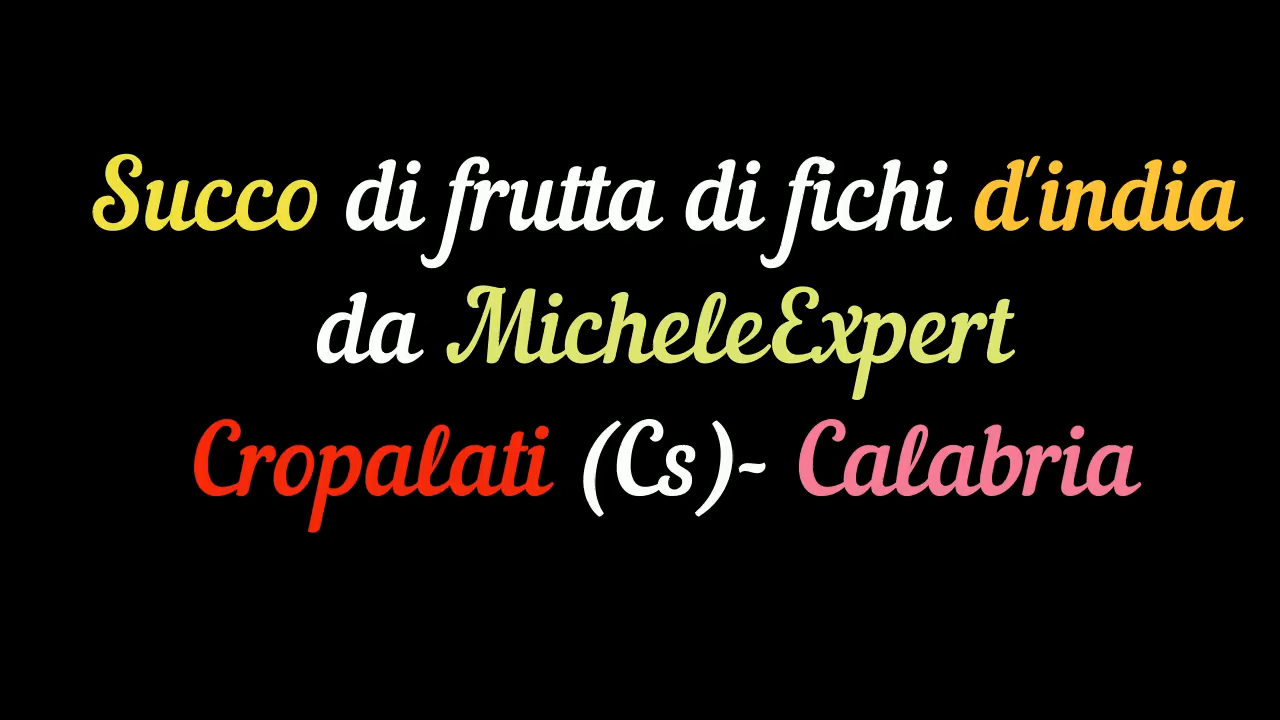 Succo di frutta di fichi d'india
da MicheleExpert
Cropalati (Cs)~ Calabria